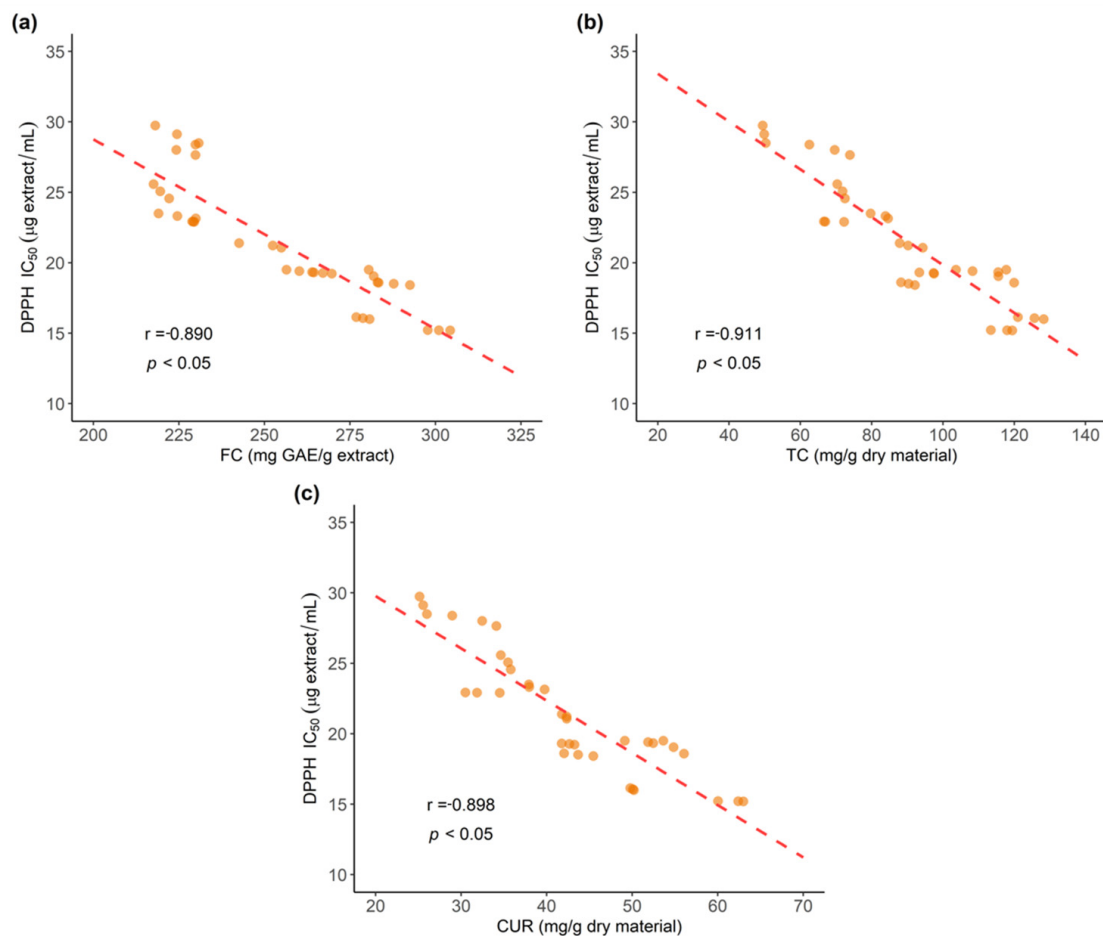 (a)
35
30
25
20
15
10
DPPH IC₅₀ (µg extract/mL)
r =-0.890
p < 0.05
200 225 250 275 300 325
FC (mg GAE/g extract)
(b)
35
30
25
20
15
10
DPPH IC₅₀ (µg extract/mL)
r =-0.911
p < 0.05
20 40 60 80 100 120 140
TC (mg/g dry material)
(c)
35
30
25
20
15
10
DPPH IC₅₀ (µg extract/mL)
r =-0.898
p < 0.05
20 30 40 50 60 70
CUR (mg/g dry material)